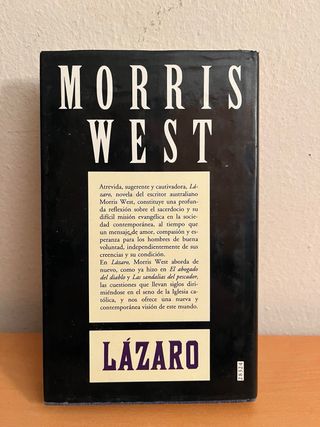 MORRIS
WEST
Atrevida, sugerente y cautivadora, Lá-
zaro, novela del escritor australiano
Morris West, constituye una profun-
da reflexión sobre el sacerdocio y su
difícil misión evangélica en la socie-
dad contemporánea, al tiempo que
un mensaje de amor, compasión y es-
peranza para los hombres de buena
voluntad, independientemente de sus
creencias y su condición.
En Lázaro, Morris West aborda de
nuevo, como ya hizo en El abogado
del diablo y Las sandalias del pescador,
las cuestiones que llevan siglos diri-
miéndose en el seno de la Iglesia ca-
tólica, y nos ofrece una nueva y
contemporánea visión de este mundo.
LÁZARO
28324